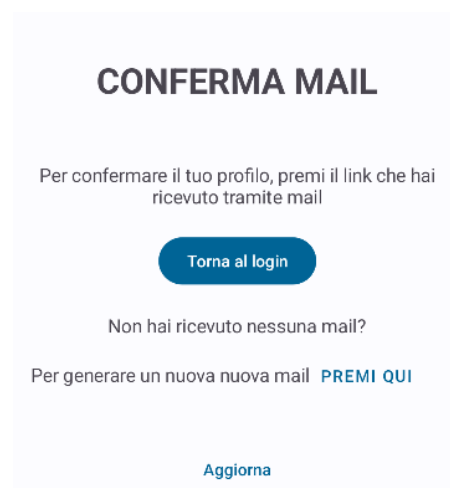 CONFERMA MAIL
Per confermare il tuo profilo, premi il link che hai
ricevuto tramite mail
Torna al login
Non hai ricevuto nessuna mail?
Per generare un nuova nuova mail PREMI QUI
Aggiorna